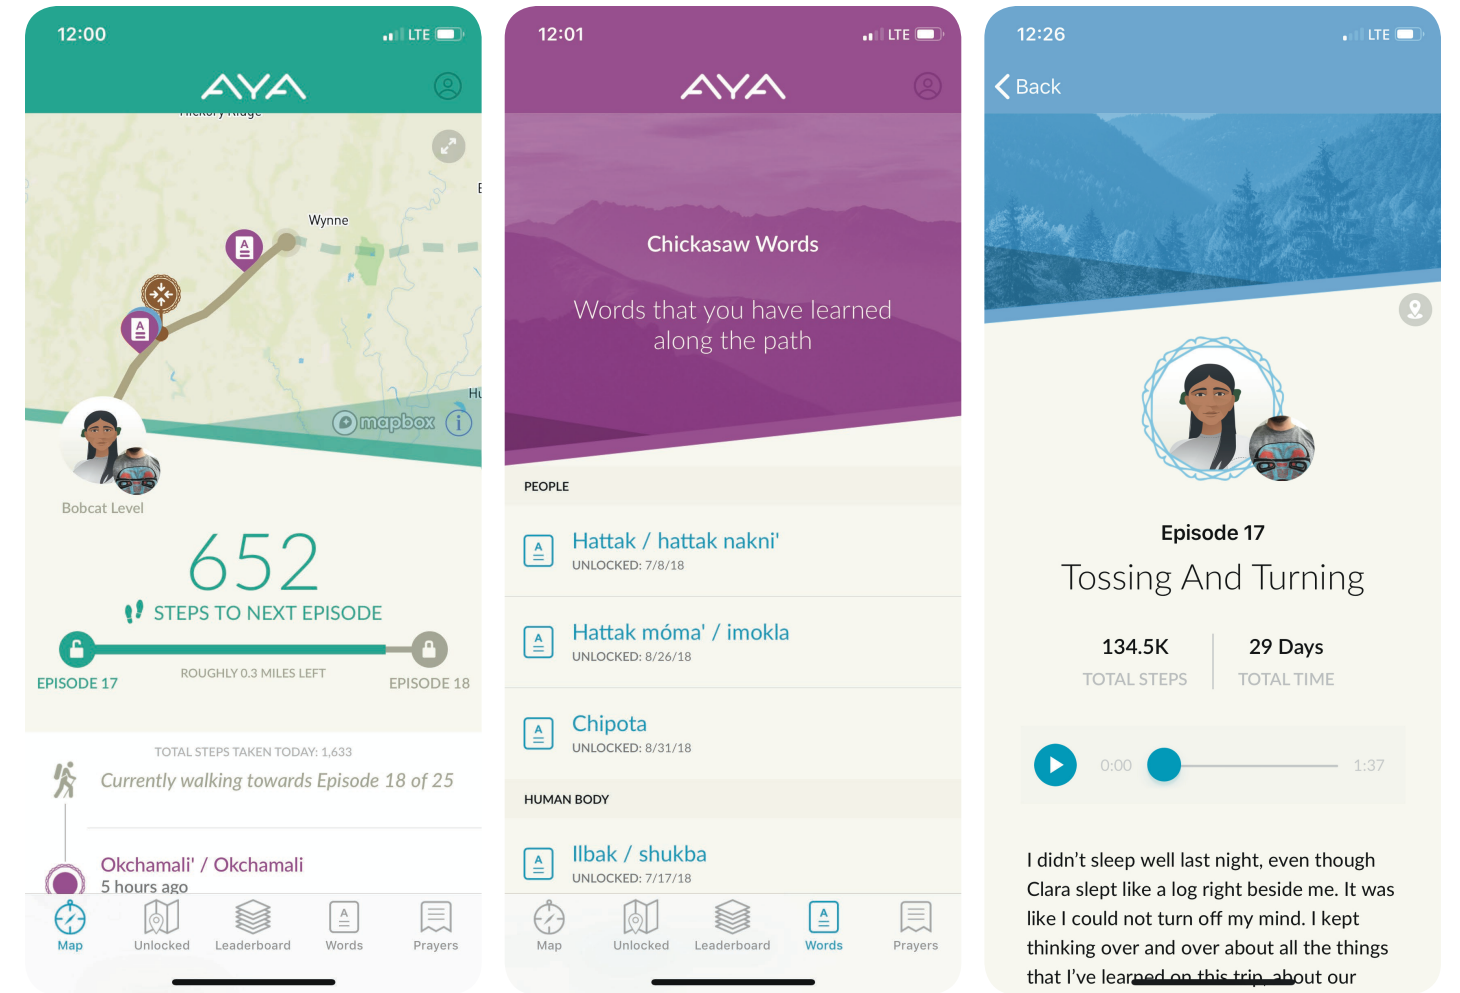 12:00
LTE
AYA
Hickory Ridge
Wynne
mapbox
Bobcat Level
652
STEPS TO NEXT EPISODE
ROUGHLY 0.3 MILES LEFT
EPISODE 17
EPISODE 18
TOTAL STEPS TAKEN TODAY: 1,633
Currently walking towards Episode 18 of 25
Okchamali' / Okchamali
5 hours ago
Map
Unlocked
Leaderboard
Words
Prayers
12:01
LTE
AYA
Chickasaw Words
Words that you have learned
along the path
PEOPLE
Hattak / hattak nakni'
UNLOCKED: 7/8/18
Hattak móma' / imokla
UNLOCKED: 8/26/18
Chipota
UNLOCKED: 8/31/18
HUMAN BODY
Ilbak / shukba
UNLOCKED: 7/17/18
Map
Unlocked
Leaderboard
Words
Prayers
12:26
LTE
Back
Episode 17
Tossing And Turning
134.5K
TOTAL STEPS
29 Days
TOTAL TIME
0:00
1:37
I didn’t sleep well last night, even though
Clara slept like a log right beside me. It was
like I could not turn off my mind. I kept
thinking over and over about all the things
that I’ve learned on this trip, about our